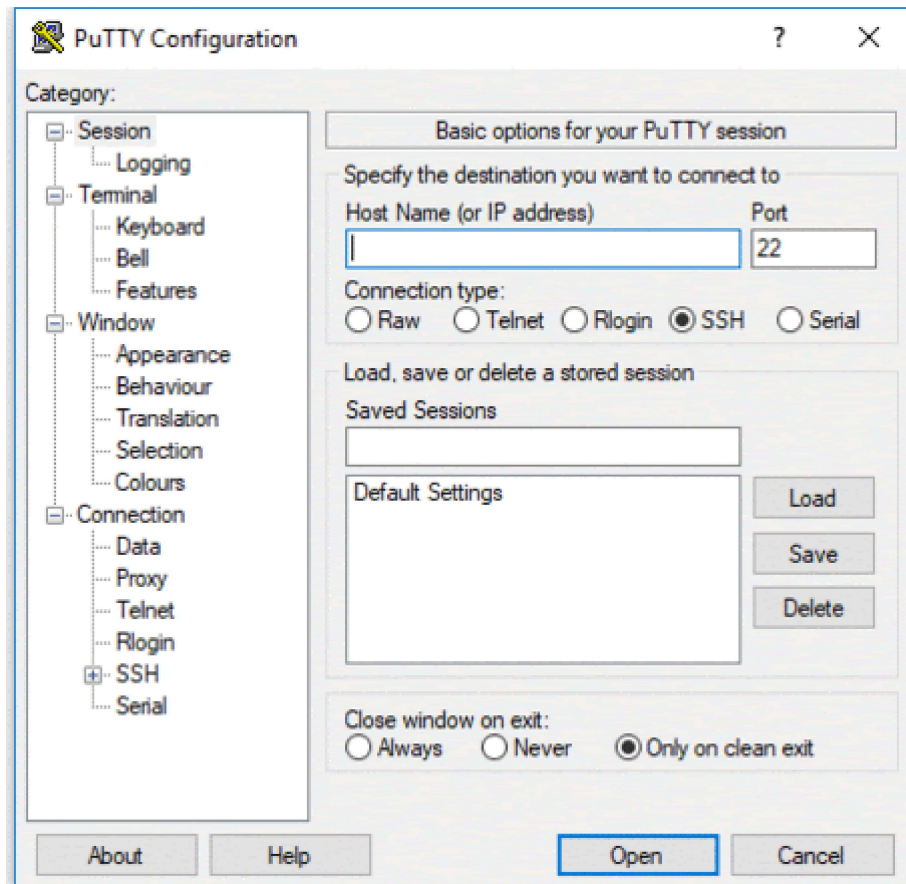 PuTTY Configuration
?
Category:
Session
Logging
Terminal
Keyboard
Bell
Features
Window
Appearance
Behaviour
Translation
Selection
Colours
Connection
Data
Proxy
Telnet
Rlogin
SSH
Serial
Basic options for your PuTTY session
Specify the destination you want to connect to
Host Name (or IP address) Port
22
Connection type:
Raw Telnet Rlogin SSH Serial
Load, save or delete a stored session
Saved Sessions
Default Settings
Load
Save
Delete
Close window on exit:
Always Never Only on clean exit
About Help Open Cancel